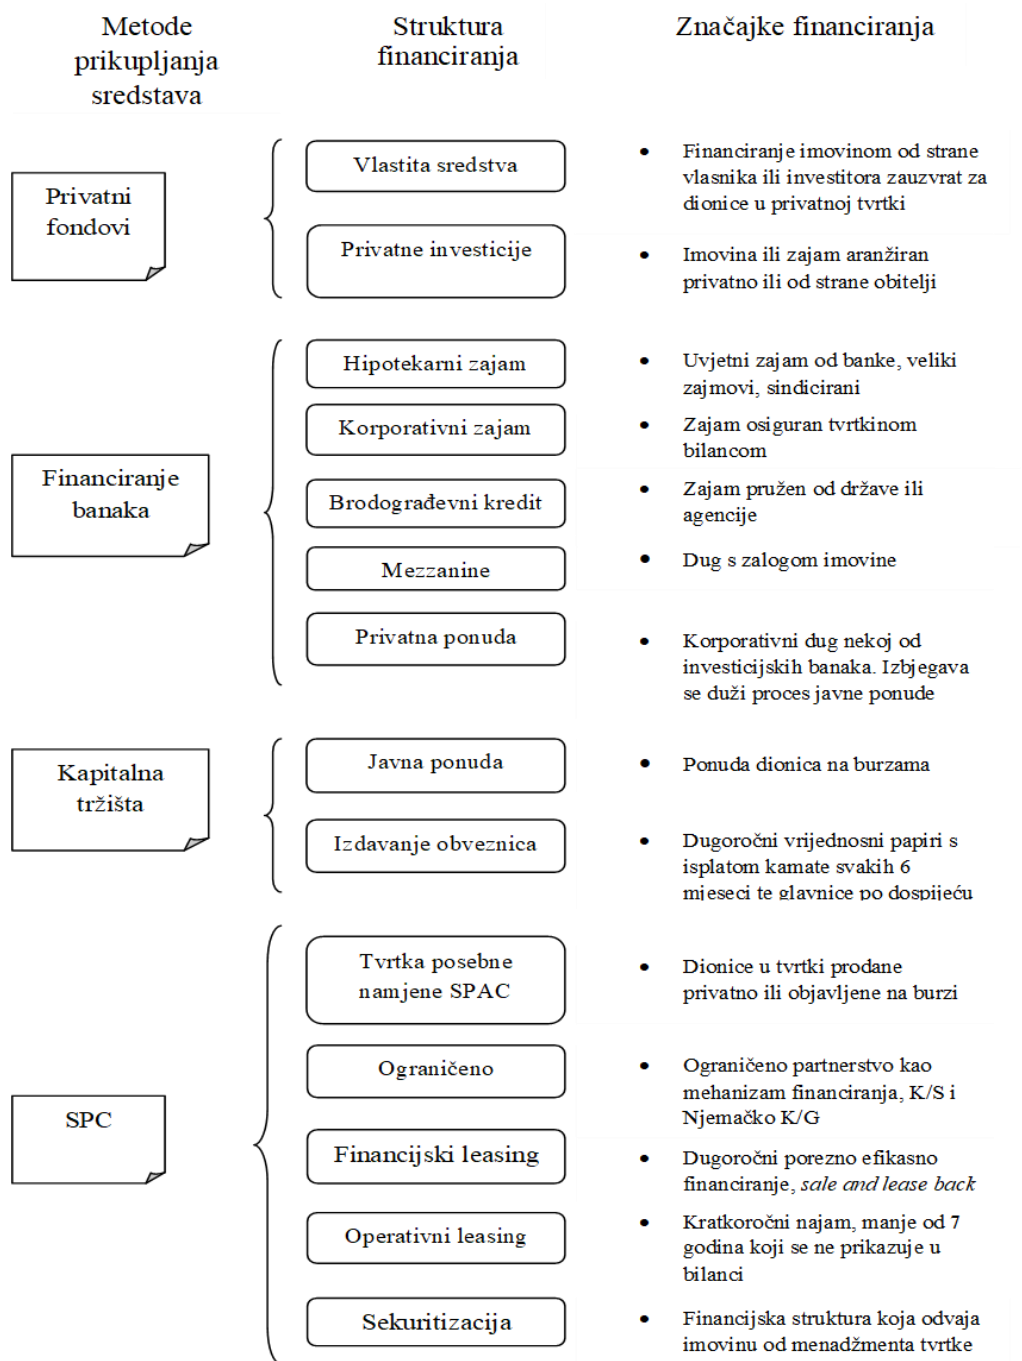 Metode
prikupljanja
sredstava
Struktura
financiranja
Značajke financiranja
Privatni
fondovi
Vlastita sredstva
• Financiranje imovinom od strane
vlasnika ili investitora zauzvrat za
dionice u privatnoj tvrtki
Privatne investicije
• Imovina ili zajam aranžiran
privatno ili od strane obitelji
Financiranje
banaka
Hipotekarni zajam
• Uvjetni zajam od banke, veliki
zajmovi, sindicirani
Korporativni zajam
• Zajam osiguran tvrtkinom
bilancom
Brodograđevni kredit
• Zajam pružen od države ili
agencije
Mezzanine
• Dug s zalogom imovine
Privatna ponuda
• Korporativni dug nekoj od
investicijskih banaka. Izbjegava
se duži proces javne ponude
Kapitalna
tržišta
Javna ponuda
• Ponuda dionica na burzama
Izdavanje obveznica
• Dugoročni vrijednosni papiri s
isplatom kamate svakih 6
mjeseci te glavnice po dospijeću
SPC
Tvrtka posebne
namjene SPAC
• Dionice u tvrtki prodane
privatno ili objavljene na burzi
Ograničeno
• Ograničeno partnerstvo kao
mehanizam financiranja, K/S i
Njemačko K/G
Financijski leasing
• Dugoročni porezno efikasno
financiranje, sale and lease back
Operativni leasing
• Kratkoročni najam, manje od 7
godina koji se ne prikazuje u
bilanci
Sekuritizacija
• Financijska struktura koja odvaja
imovinu od menadžmenta tvrtke